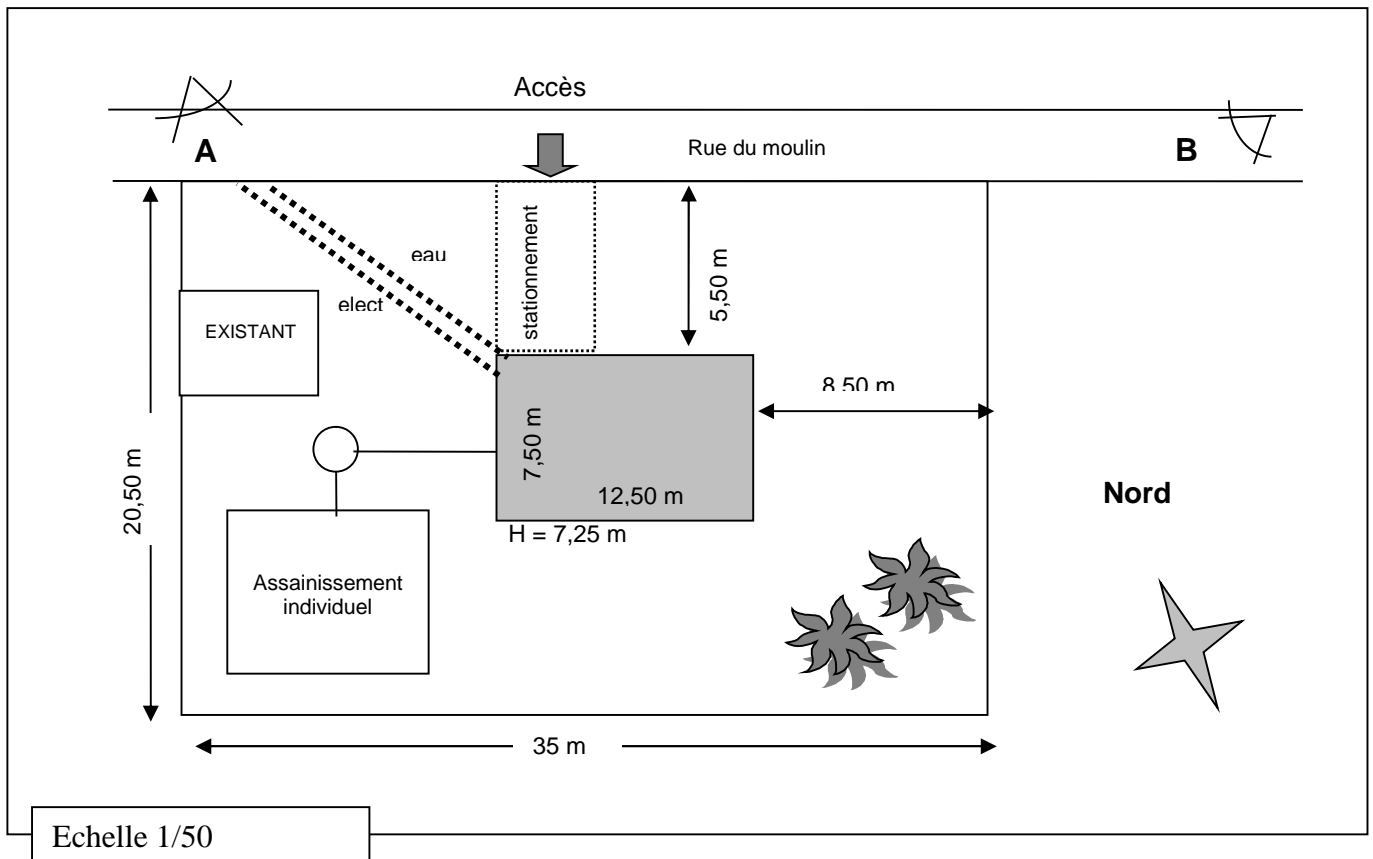 Accès
A
Rue du moulin
B
stationnement
eau
5,50 m
elect
EXISTANT
8,50 m
20,50 m
7,50 m
12,50 m
Nord
H = 7,25 m
Assainissement
individuel
35 m
Echelle 1/50